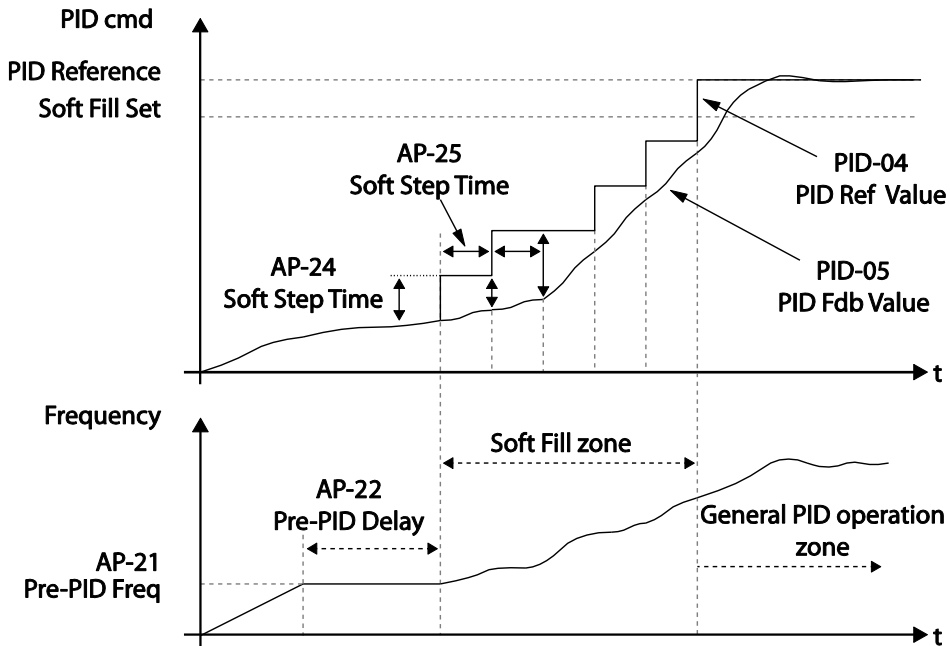 PID cmd
PID Reference
Soft Fill Set
AP-25
Soft Step Time
PID-04
PID Ref Value
AP-24
Soft Step Time
PID-05
PID Fdb Value
t
Frequency
Soft Fill zone
AP-22
Pre-PID Delay
General PID operation
zone
AP-21
Pre-PID Freq
t